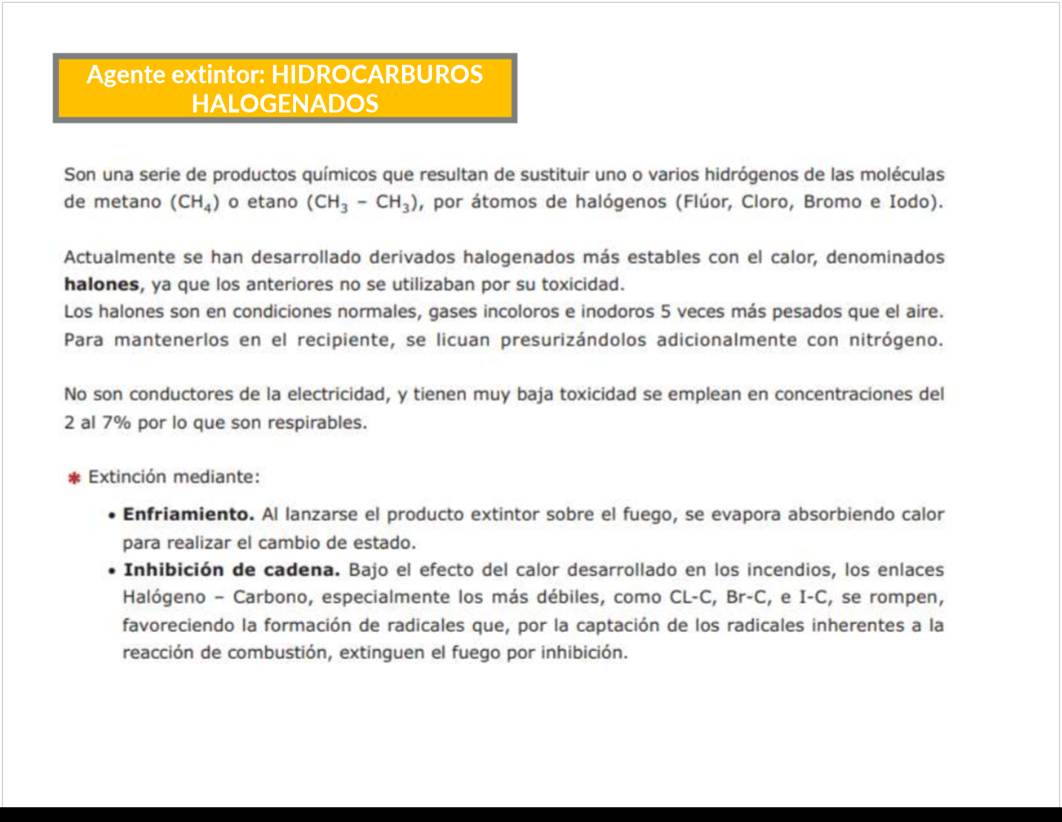 Agente extintor: HIDROCARBUROS
HALOGENADOS
Son una serie de productos químicos que resultan de sustituir uno o varios hidrógenos de las moléculas
de metano (CH₄) o etano (CH₃ – CH₃), por átomos de halógenos (Flúor, Cloro, Bromo e Iodo).
Actualmente se han desarrollado derivados halogenados más estables con el calor, denominados
halones, ya que los anteriores no se utilizaban por su toxicidad.
Los halones son en condiciones normales, gases incoloros e inodoros 5 veces más pesados que el aire.
Para mantenerlos en el recipiente, se licuan presurizándolos adicionalmente con nitrógeno.
No son conductores de la electricidad, y tienen muy baja toxicidad se emplean en concentraciones del
2 al 7% por lo que son respirables.
* Extinción mediante:
• Enfriamiento. Al lanzarse el producto extintor sobre el fuego, se evapora absorbiendo calor
para realizar el cambio de estado.
• Inhibición de cadena. Bajo el efecto del calor desarrollado en los incendios, los enlaces
Halógeno – Carbono, especialmente los más débiles, como CL-C, Br-C, e I-C, se rompen,
favoreciendo la formación de radicales que, por la captación de los radicales inherentes a la
reacción de combustión, extinguen el fuego por inhibición.